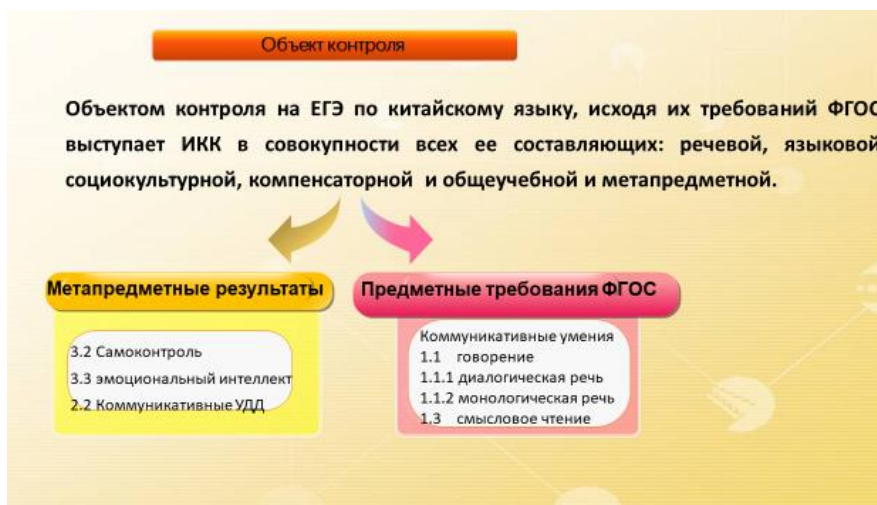 Объект контроля
Объектом контроля на ЕГЭ по китайскому языку, исходя их требований ФГОС
выступает ИКК в совокупности всех ее составляющих: речевой, языковой
социокультурной, компенсаторной и общеучебной и метапредметной.
Метапредметные результаты
3.2 Самоконтроль
3.3 эмоциональный интеллект
2.2 Коммуникативные УДД
Предметные требования ФГОС
Коммуникативные умения
1.1 говорение
1.1.1 диалогическая речь
1.1.2 монологическая речь
1.3 смысловое чтение